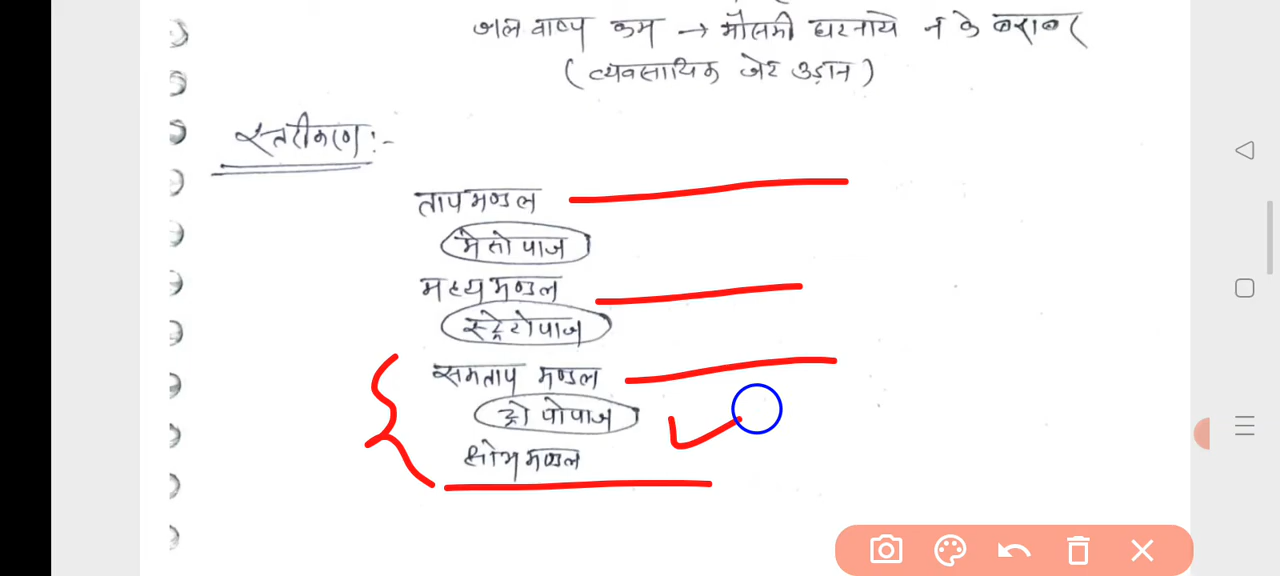 जल वाष्प कम → मौसमी घटनाये न के बराबर
(व्यवसायिक जेट उड़ान)
स्तरीकरण :-
तापमण्डल
मेसोपाज
मध्यमण्डल
स्ट्रेटोपाज
समताप मण्डल
ट्रोपोपाज
क्षोभमण्डल